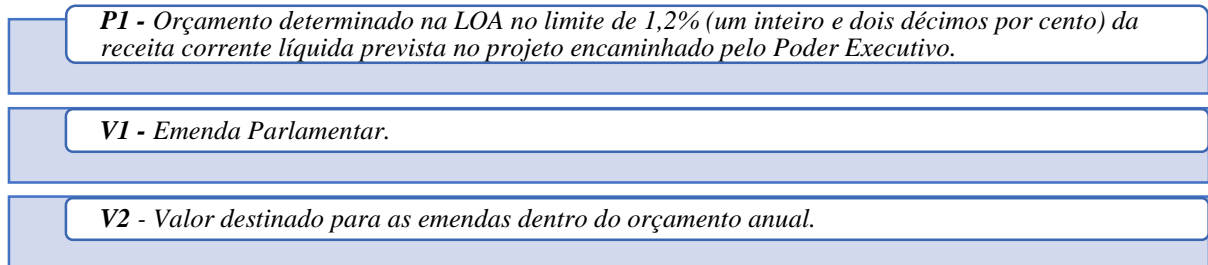 P1 - Orçamento determinado na LOA no limite de 1,2% (um inteiro e dois décimos por cento) da
receita corrente líquida prevista no projeto encaminhado pelo Poder Executivo.
V1 - Emenda Parlamentar.
V2 - Valor destinado para as emendas dentro do orçamento anual.